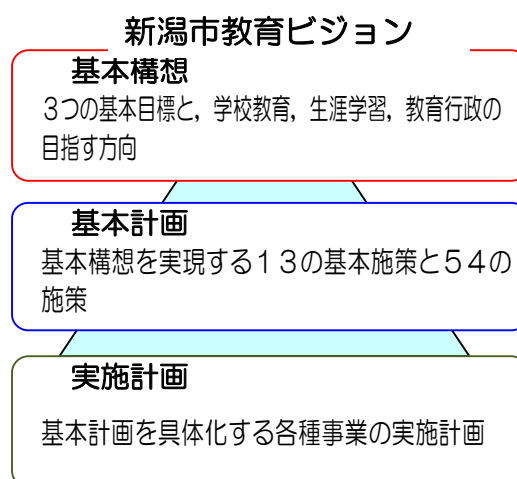 新潟市教育ビジョン
基本構想
３つの基本目標と，学校教育，生涯学習，教育行政の
目指す方向
基本計画
基本構想を実現する１３の基本施策と５４の
施策
実施計画
基本計画を具体化する各種事業の実施計画